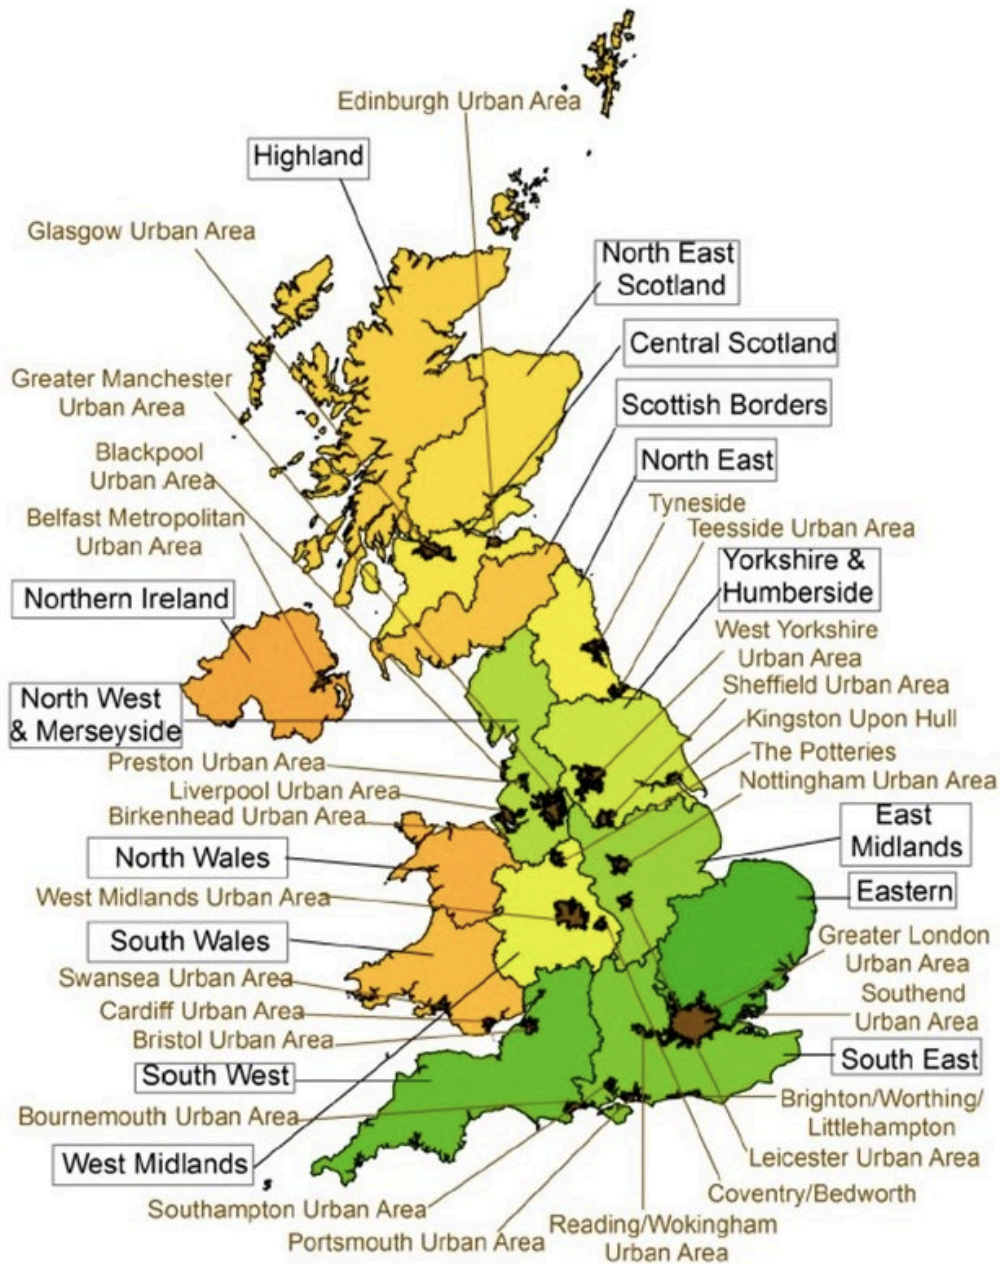 Edinburgh Urban Area
Highland
Glasgow Urban Area
North East
Scotland
Central Scotland
Greater Manchester
Urban Area
Scottish Borders
Blackpool
Urban Area
North East
Tyneside
Belfast Metropolitan
Urban Area
Teesside Urban Area
Yorkshire &
Humberside
Northern Ireland
West Yorkshire
Urban Area
Sheffield Urban Area
North West
& Merseyside
Kingston Upon Hull
The Potteries
Preston Urban Area
Nottingham Urban Area
Liverpool Urban Area
Birkenhead Urban Area
East
Midlands
North Wales
Eastern
West Midlands Urban Area
South Wales
Greater London
Urban Area
Swansea Urban Area
Southend
Urban Area
Cardiff Urban Area
Bristol Urban Area
South East
South West
Brighton/Worthing/
Littlehampton
Bournemouth Urban Area
Leicester Urban Area
West Midlands
Coventry/Bedworth
Southampton Urban Area
Reading/Wokingham
Urban Area
Portsmouth Urban Area